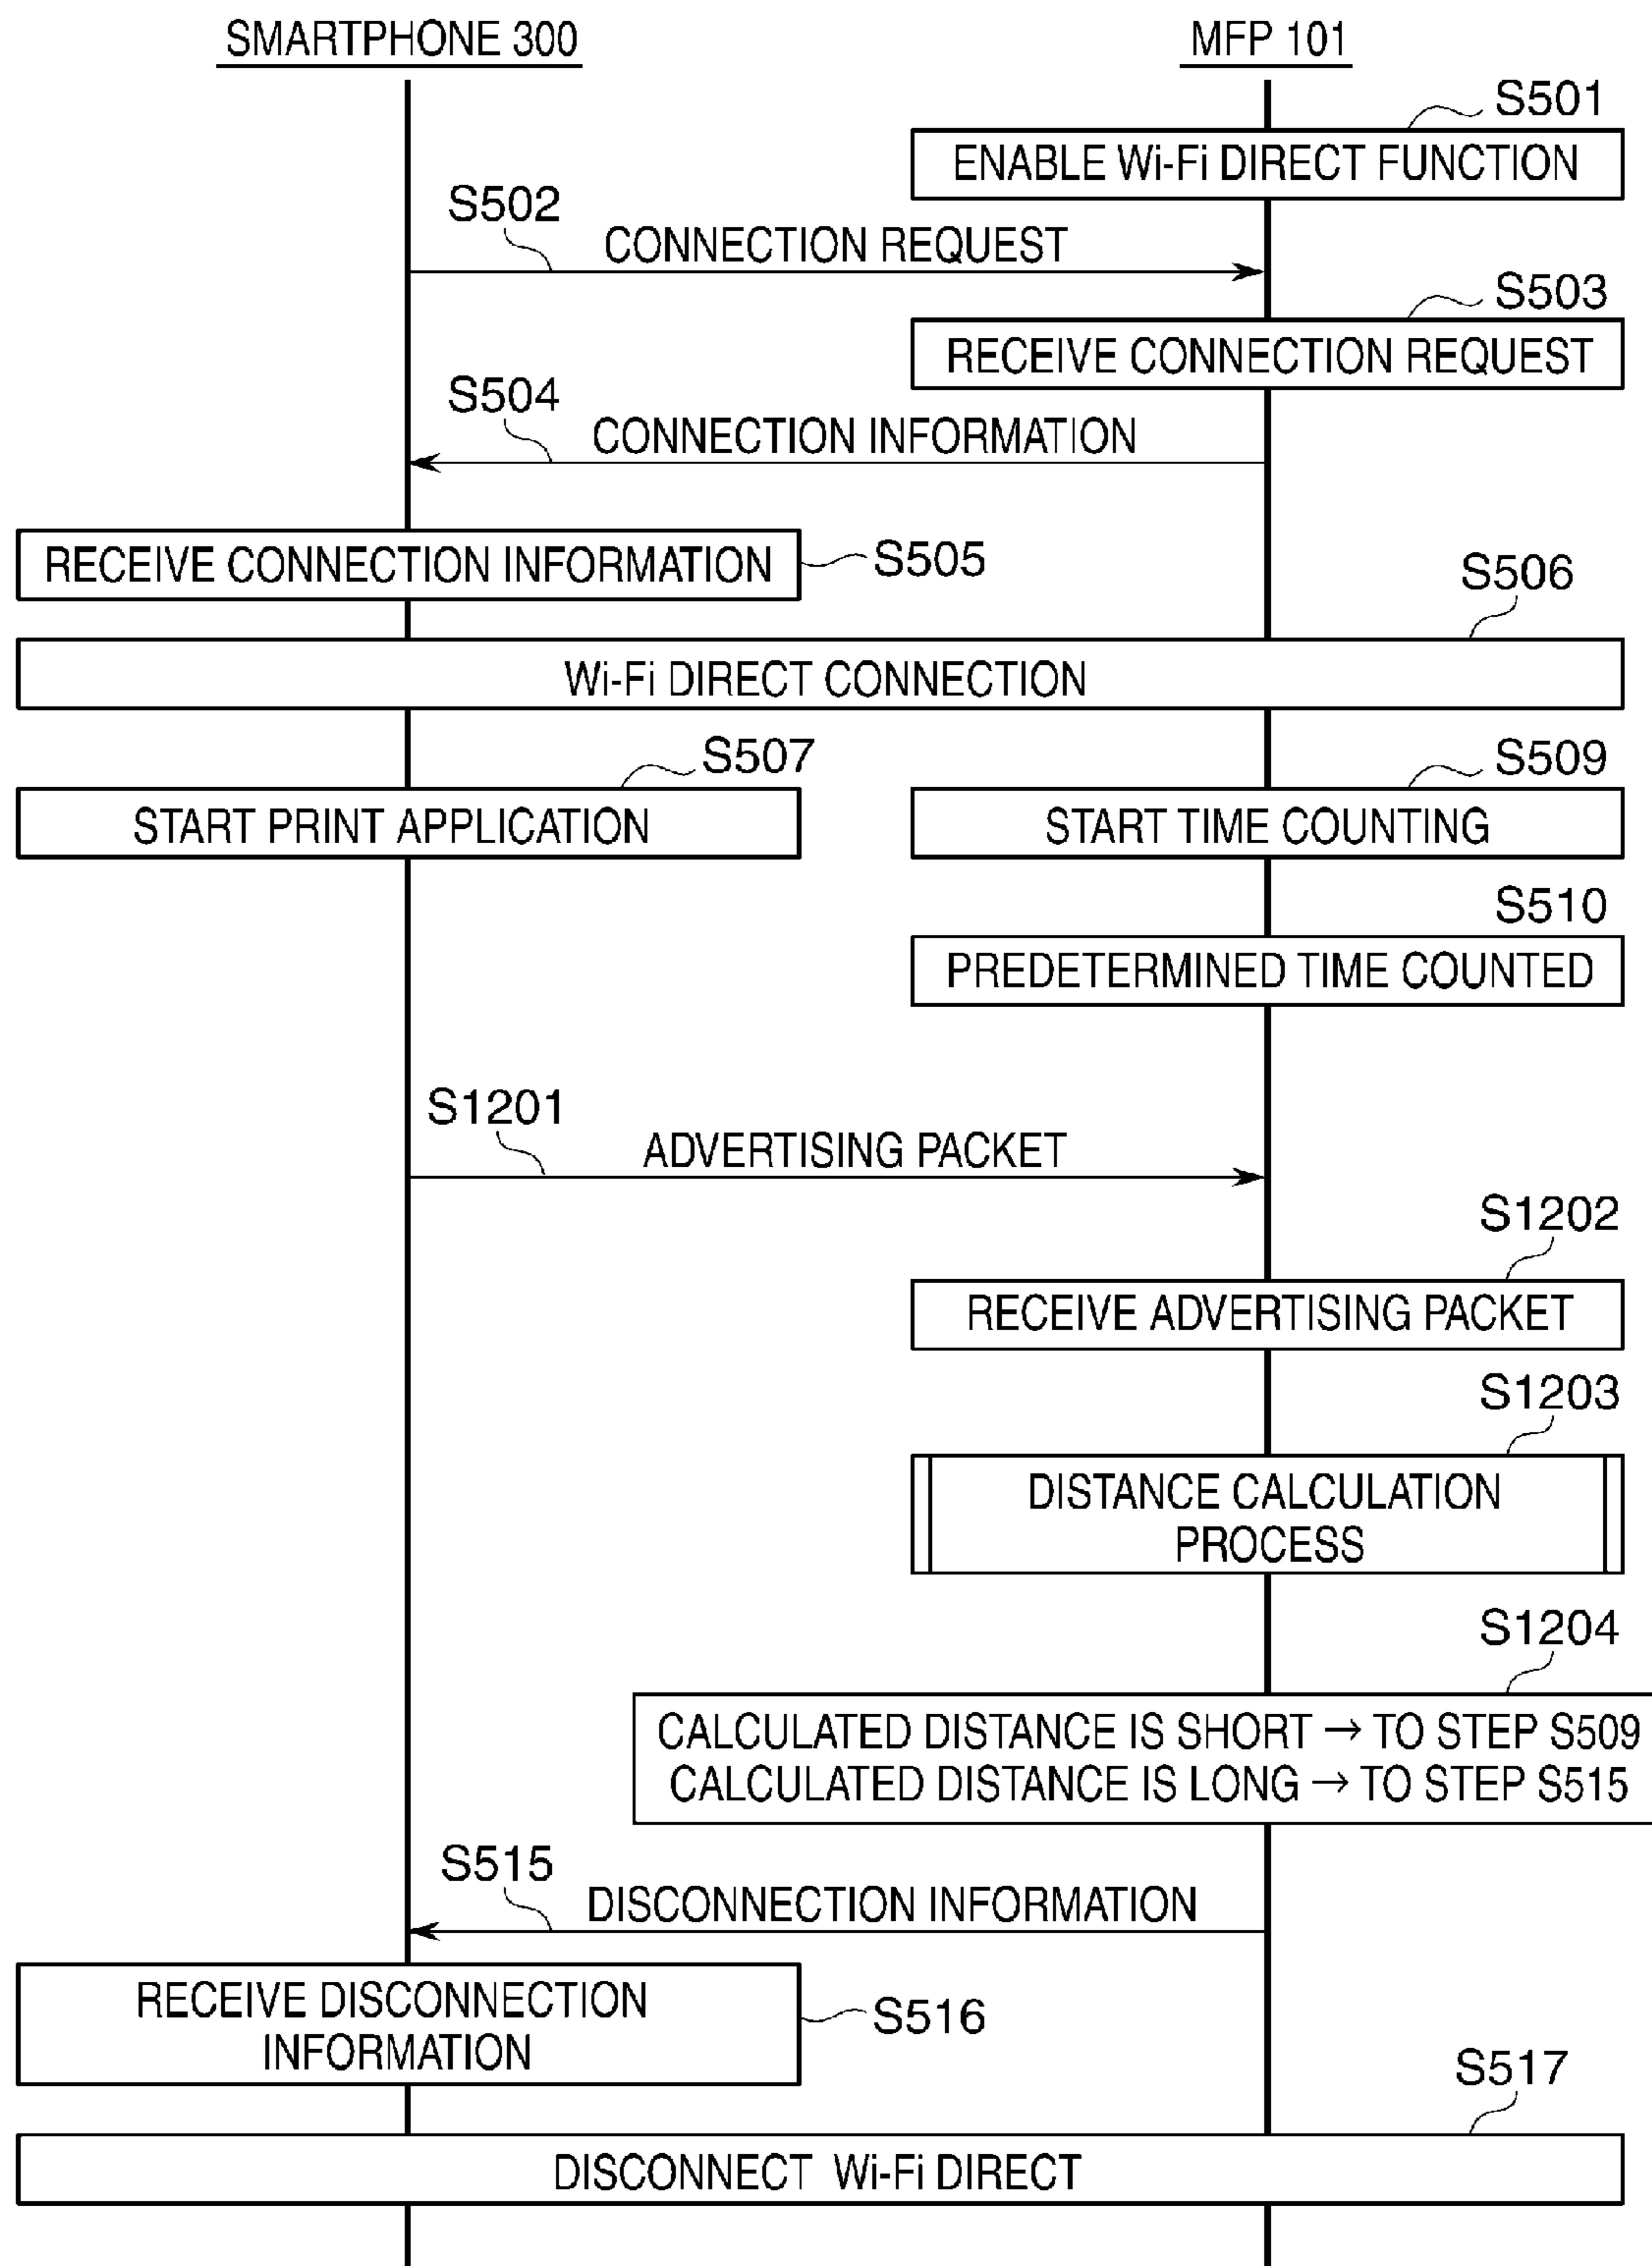 SMARTPHONE 300
MFP 101
S501
ENABLE Wi-Fi DIRECT FUNCTION
S502
CONNECTION REQUEST
S503
RECEIVE CONNECTION REQUEST
S504
CONNECTION INFORMATION
RECEIVE CONNECTION INFORMATION
S505
S506
Wi-Fi DIRECT CONNECTION
S507
START PRINT APPLICATION
S509
START TIME COUNTING
S510
PREDETERMINED TIME COUNTED
S1201
ADVERTISING PACKET
S1202
RECEIVE ADVERTISING PACKET
S1203
DISTANCE CALCULATION
PROCESS
S1204
CALCULATED DISTANCE IS SHORT → TO STEP S509
CALCULATED DISTANCE IS LONG → TO STEP S515
S515
DISCONNECTION INFORMATION
RECEIVE DISCONNECTION
INFORMATION
S516
S517
DISCONNECT Wi-Fi DIRECT